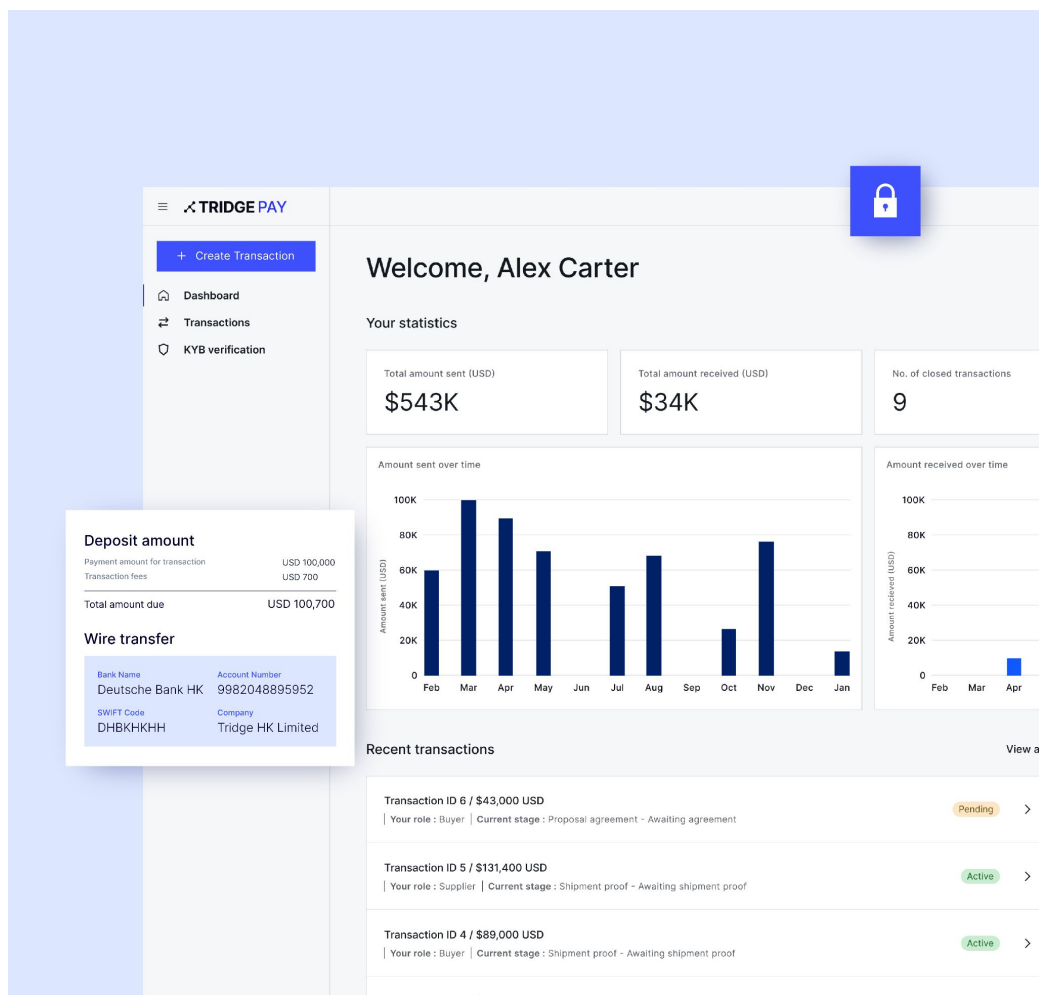 TRIDGE PAY
+ Create Transaction
Dashboard
Transactions
KYB verification
Welcome, Alex Carter
Your statistics
Total amount sent (USD)
$543K
Total amount received (USD)
$34K
No. of closed transactions
9
Amount sent over time
Amount sent (USD)
100K
80K
60K
40K
20K
0
Feb Mar Apr May Jun Jul Aug Sep Oct Nov Dec Jan
Amount received over time
Amount recieved (USD)
100K
80K
60K
40K
20K
0
Feb Mar Apr
Deposit amount
Payment amount for transaction USD 100,000
Transaction fees USD 700
Total amount due USD 100,700
Wire transfer
Bank Name Account Number
Deutsche Bank HK 9982048895952
SWIFT Code Company
DHBKHKHH Tridge HK Limited
Recent transactions
View a
Transaction ID 6 / $43,000 USD
Your role : Buyer | Current stage : Proposal agreement - Awaiting agreement
Pending
Transaction ID 5 / $131,400 USD
Your role : Supplier | Current stage : Shipment proof - Awaiting shipment proof
Active
Transaction ID 4 / $89,000 USD
Your role : Buyer | Current stage : Shipment proof - Awaiting shipment proof
Active